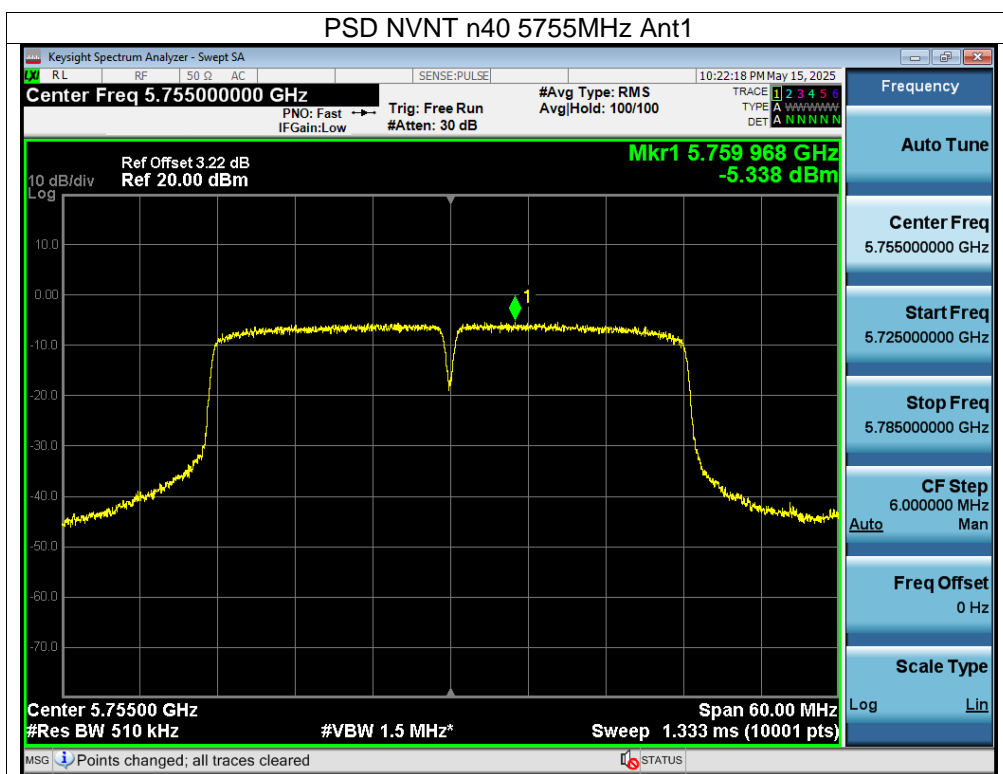 PSD NVNT n40 5755MHz Ant1
Keysight Spectrum Analyzer - Swept SA
LXI RL RF 50 Ω AC SENSE:PULSE 10:22:18 PM May 15, 2025
Center Freq 5.755000000 GHz
PNO: Fast
IFGain:Low
Trig: Free Run
#Atten: 30 dB
#Avg Type: RMS
Avg|Hold: 100/100
TRACE 1 2 3 4 5 6
TYPE A WWWWW
DET A N N N N N
Ref Offset 3.22 dB
Ref 20.00 dBm
10 dB/div
Log
Mkr1 5.759 968 GHz
-5.338 dBm
10.0
0.00
-10.0
-20.0
-30.0
-40.0
-50.0
-60.0
-70.0
1
Center 5.75500 GHz
#Res BW 510 kHz
#VBW 1.5 MHz*
Span 60.00 MHz
Sweep 1.333 ms (10001 pts)
MSG Points changed; all traces cleared
STATUS
Frequency
Auto Tune
Center Freq
5.755000000 GHz
Start Freq
5.725000000 GHz
Stop Freq
5.785000000 GHz
CF Step
6.000000 MHz
Auto Man
Freq Offset
0 Hz
Scale Type
Log Lin